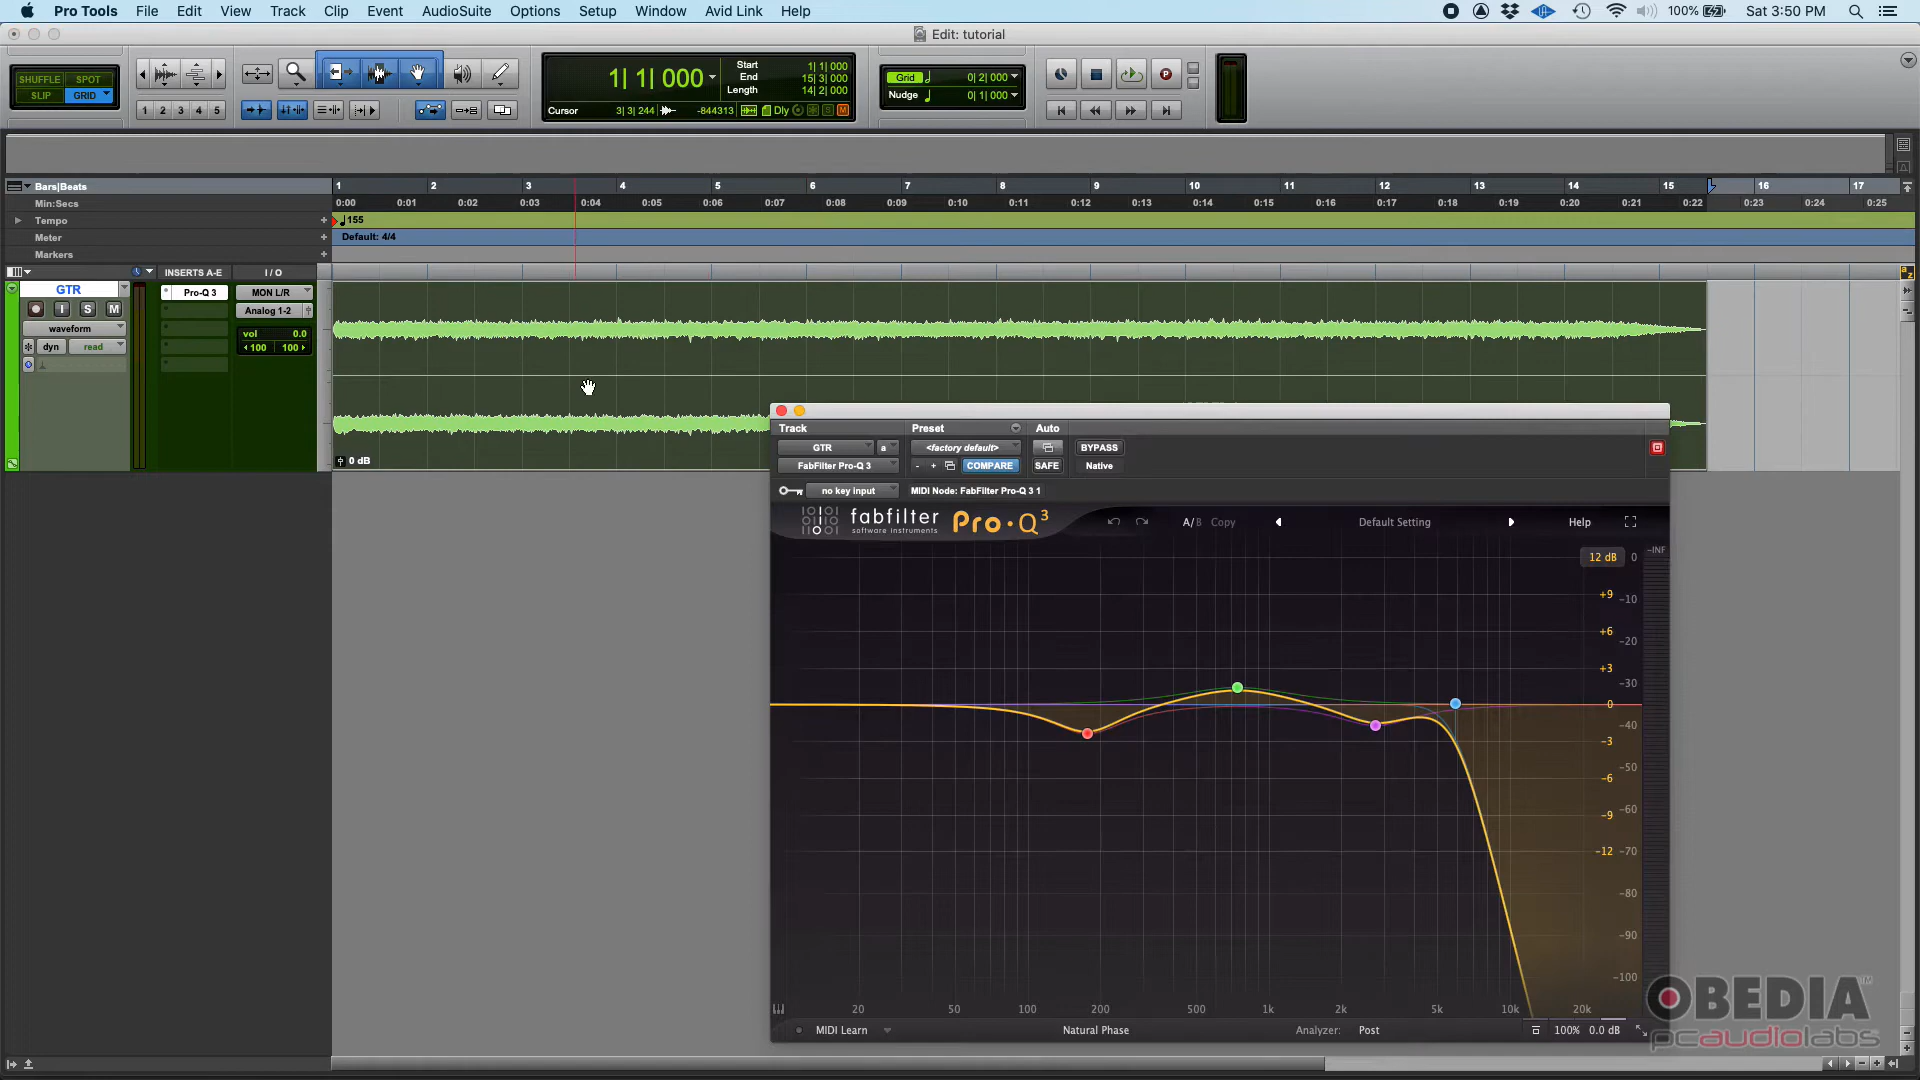 Pro Tools File Edit View Track Clip Event AudioSuite Options Setup Window Avid Link Help 100% Sat 3:50 PM
Edit: tutorial
SHUFFLE SPOT
SLIP GRID
1 2 3 4 5
1| 1| 000
Start 1| 1| 000
End 15| 3| 000
Length 14| 2| 000
Cursor 3| 3| 244 -844313 Dly S M
Grid 0| 2| 000
Nudge 0| 1| 000
Bars|Beats 1 2 3 4 5 6 7 8 9 10 11 12 13 14 15 16 17
Min:Secs 0:00 0:01 0:02 0:03 0:04 0:05 0:06 0:07 0:08 0:09 0:10 0:11 0:12 0:13 0:14 0:15 0:16 0:17 0:18 0:19 0:20 0:21 0:22 0:23 0:24 0:25
Tempo + 155
Meter + Default: 4/4
Markers +
INSERTS A-E I / O
GTR Pro-Q 3 MON L/R
I S M Analog 1-2
waveform vol 0.0
dyn read 100 100
0 dB
Track Preset Auto
GTR a <factory default> BYPASS
FabFilter Pro-Q 3 - + COMPARE SAFE Native
no key input MIDI Node: FabFilter Pro-Q 3 1
fabfilter
software instruments
Pro·Q3
A/B Copy Default Setting Help
12 dB 0 -INF
+9 -10
+6 -20
+3 -30
0 -40
-3 -50
-6 -60
-9 -70
-12 -80
-90
-100
20 50 100 200 500 1k 2k 5k 10k 20k
MIDI Learn Natural Phase Analyzer: Post 100% 0.0 dB
OBEDIA™
pcaudiolabs